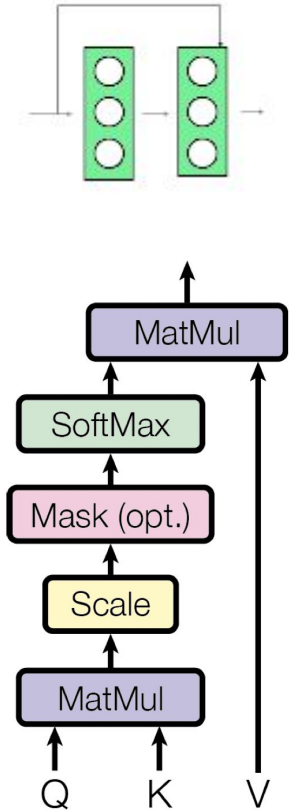 MatMul
SoftMax
Mask (opt.)
Scale
MatMul
Q K V